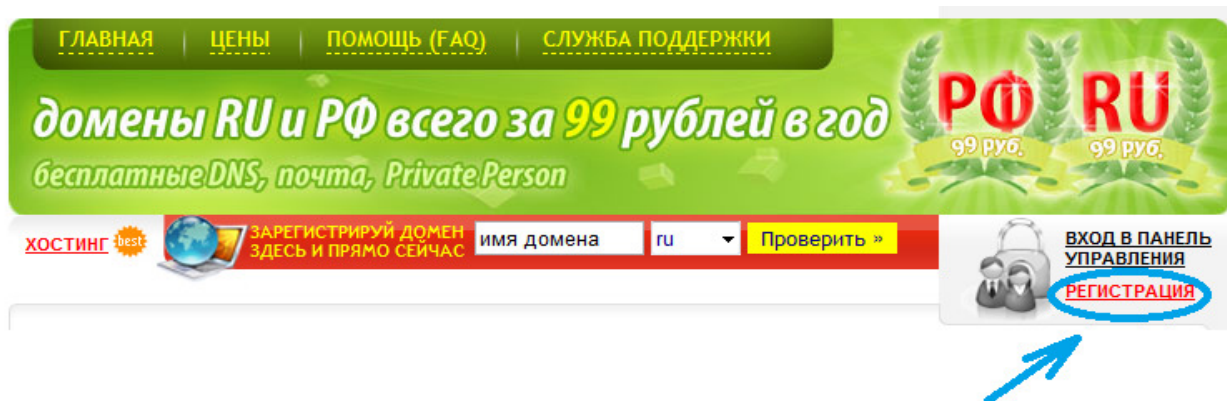 ГЛАВНАЯ ЦЕНЫ ПОМОЩЬ (FAQ) СЛУЖБА ПОДДЕРЖКИ
домены RU и РФ всего за 99 рублей в год
бесплатные DNS, почта, Private Person
РФ RU
99 руб. 99 руб.
ХОСТИНГ best
ЗАРЕГИСТРИРУЙ ДОМЕН
ЗДЕСЬ И ПРЯМО СЕЙЧАС
имя домена ru Проверить »
ВХОД В ПАНЕЛЬ
УПРАВЛЕНИЯ
РЕГИСТРАЦИЯ